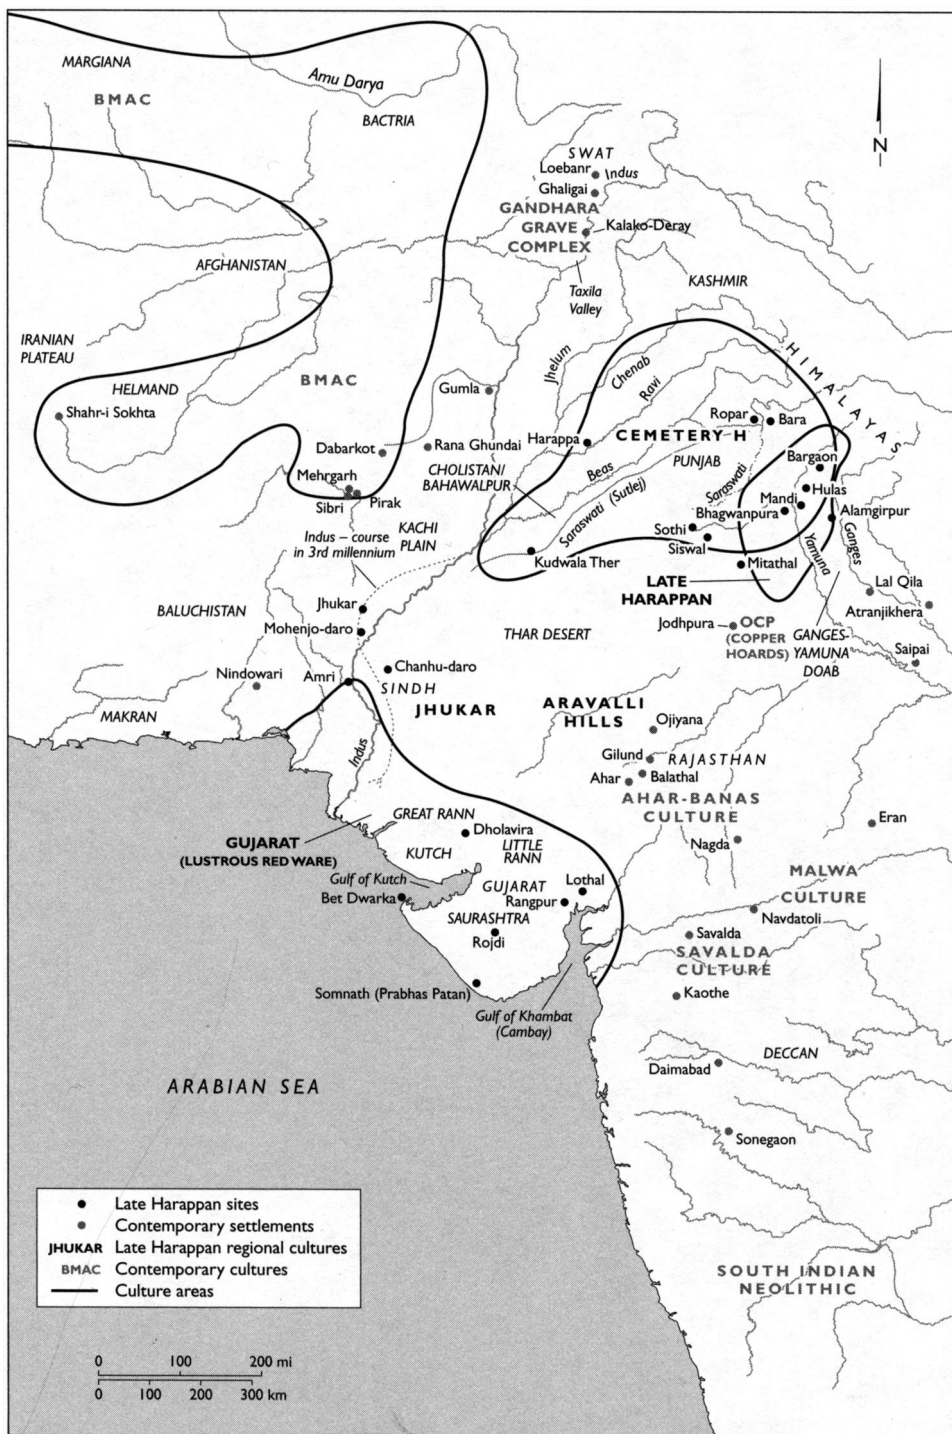 MARGIANA
BMAC
Amu Darya
BACTRIA
N
SWAT
Loebanr
Indus
Ghaligai
GANDHARA
GRAVE
COMPLEX
Kalako-Deray
AFGHANISTAN
Taxila
Valley
KASHMIR
IRANIAN
PLATEAU
HELMAND
BMAC
Shahr-i Sokhta
Gumla
Jhelum
Chenab
Ravi
HIMALAYAS
Ropar
Bara
Dabarkot
Rana Ghundai
Harappa
CEMETERY H
Bargaon
Mehrgarh
Sibri
Pirak
CHOLISTAN/
BAHAWALPUR
Beas
PUNJAB
Saraswati
Saraswati (Sutlej)
Mandi
Hulas
Bhagwanpura
Alamgirpur
KACHI
PLAIN
Indus – course
in 3rd millennium
Sothi
Siswal
Yamuna
Ganges
Kudwala Ther
Mitathal
LATE
HARAPPAN
Lal Qila
BALUCHISTAN
Jhukar
Mohenjo-daro
THAR DESERT
Jodhpura
OCP
(COPPER
HOARDS)
GANGES-
YAMUNA
DOAB
Atranjikhera
Saipai
Nindowari
Amri
Chanhu-daro
SINDH
MAKRAN
JHUKAR
ARAVALLI
HILLS
Ojiyana
Indus
Gilund
RAJASTHAN
Ahar
Balathal
AHAR-BANAS
CULTURE
GREAT RANN
Eran
GUJARAT
(LUSTROUS RED WARE)
Dholavira
LITTLE
RANN
KUTCH
Nagda
MALWA
CULTURE
Gulf of Kutch
GUJARAT
Lothal
Bet Dwarka
Rangpur
Navdatoli
SAURASHTRA
Savalda
Rojdi
SAVALDA
CULTURE
Somnath (Prabhas Patan)
Kaothe
Gulf of Khambat
(Cambay)
ARABIAN SEA
Daimabad
DECCAN
Sonegaon
Late Harappan sites
Contemporary settlements
JHUKAR Late Harappan regional cultures
BMAC Contemporary cultures
Culture areas
SOUTH INDIAN
NEOLITHIC
0 100 200 mi
0 100 200 300 km